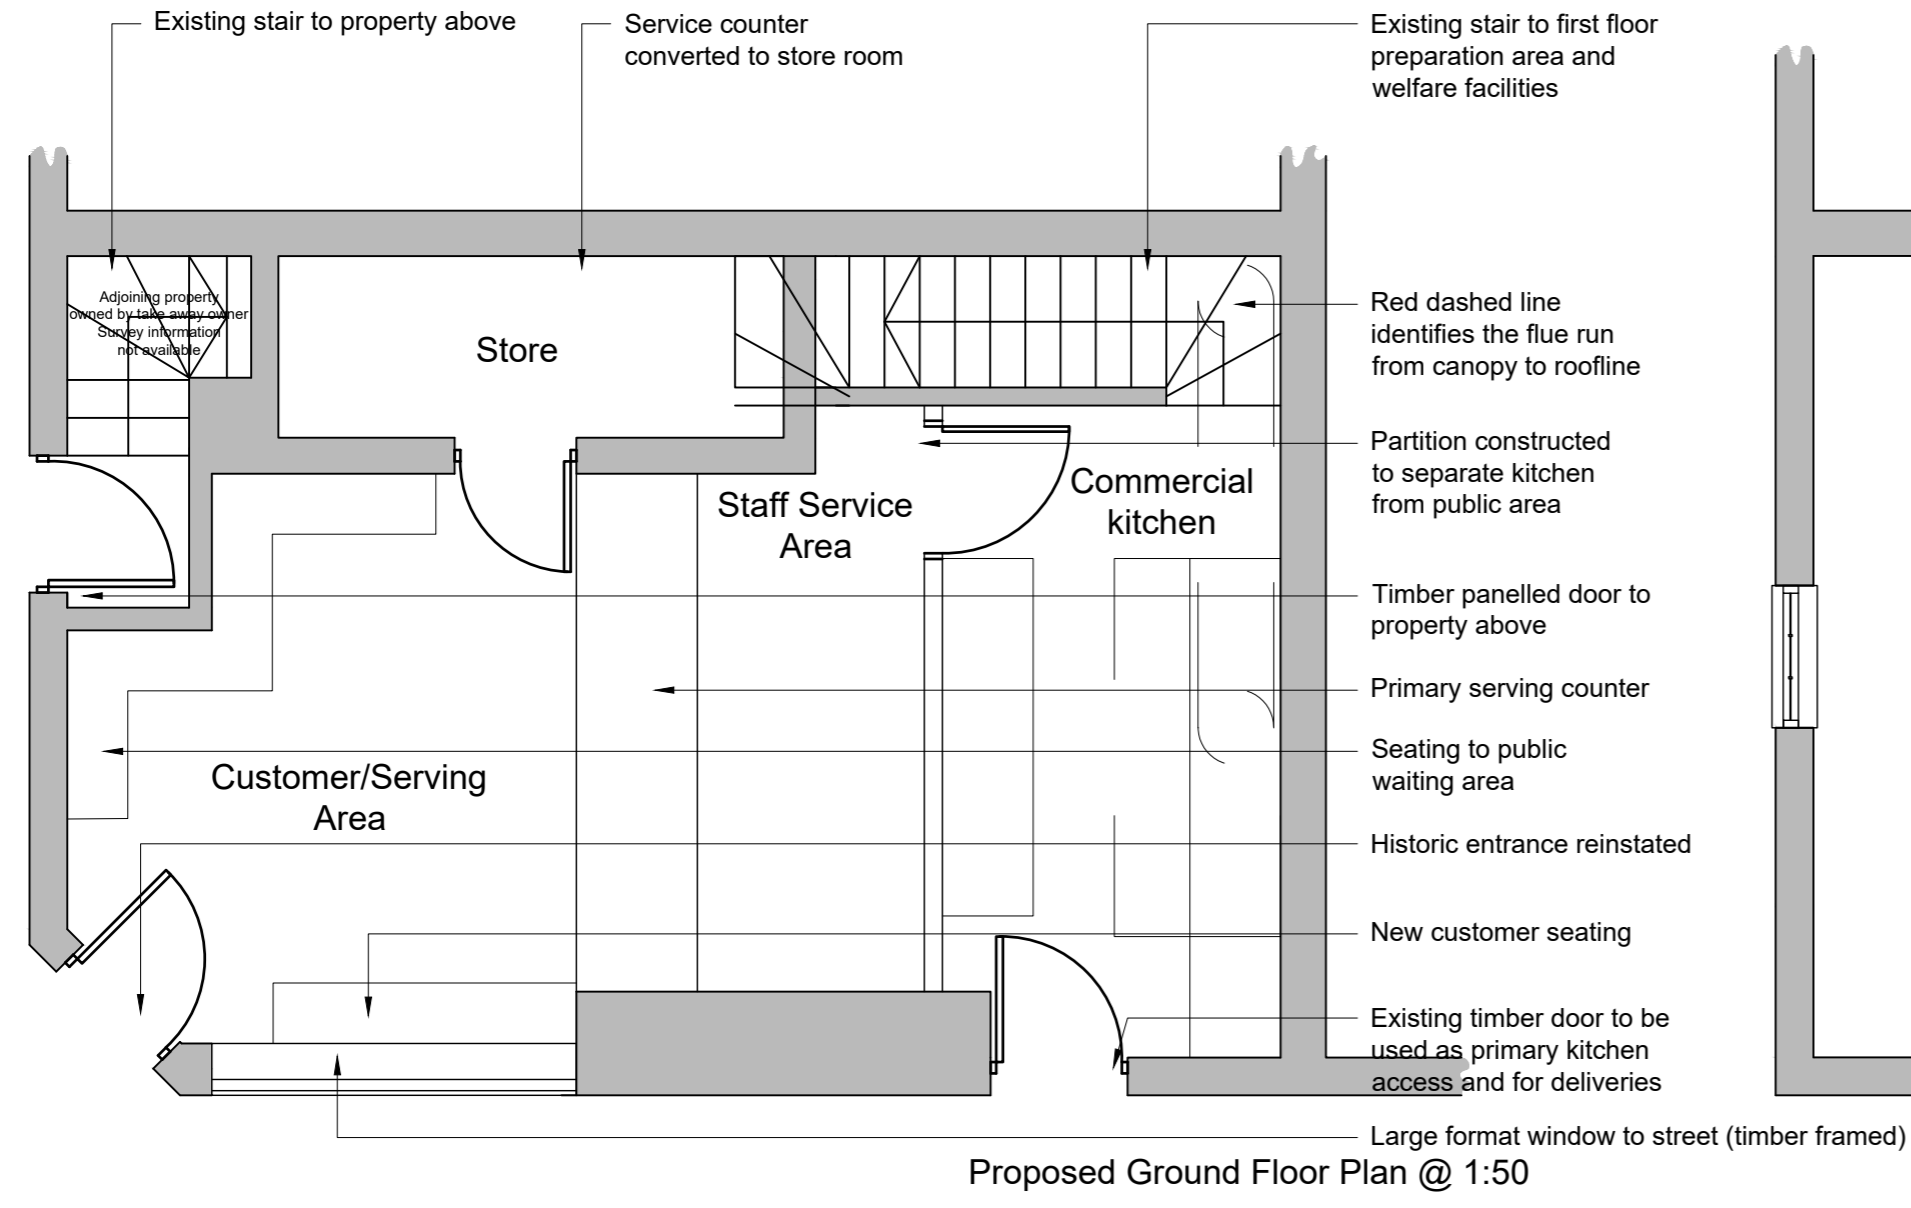 Existing stair to property above
Service counter
converted to store room
Existing stair to first floor
preparation area and
welfare facilities
Adjoining property
owned by take away owner
Survey information
not available
Store
Red dashed line
identifies the flue run
from canopy to roofline
Partition constructed
to separate kitchen
from public area
Staff Service
Area
Commercial
kitchen
Timber panelled door to
property above
Primary serving counter
Seating to public
waiting area
Customer/Serving
Area
Historic entrance reinstated
New customer seating
Existing timber door to be
used as primary kitchen
access and for deliveries
Large format window to street (timber framed)
Proposed Ground Floor Plan @ 1:50